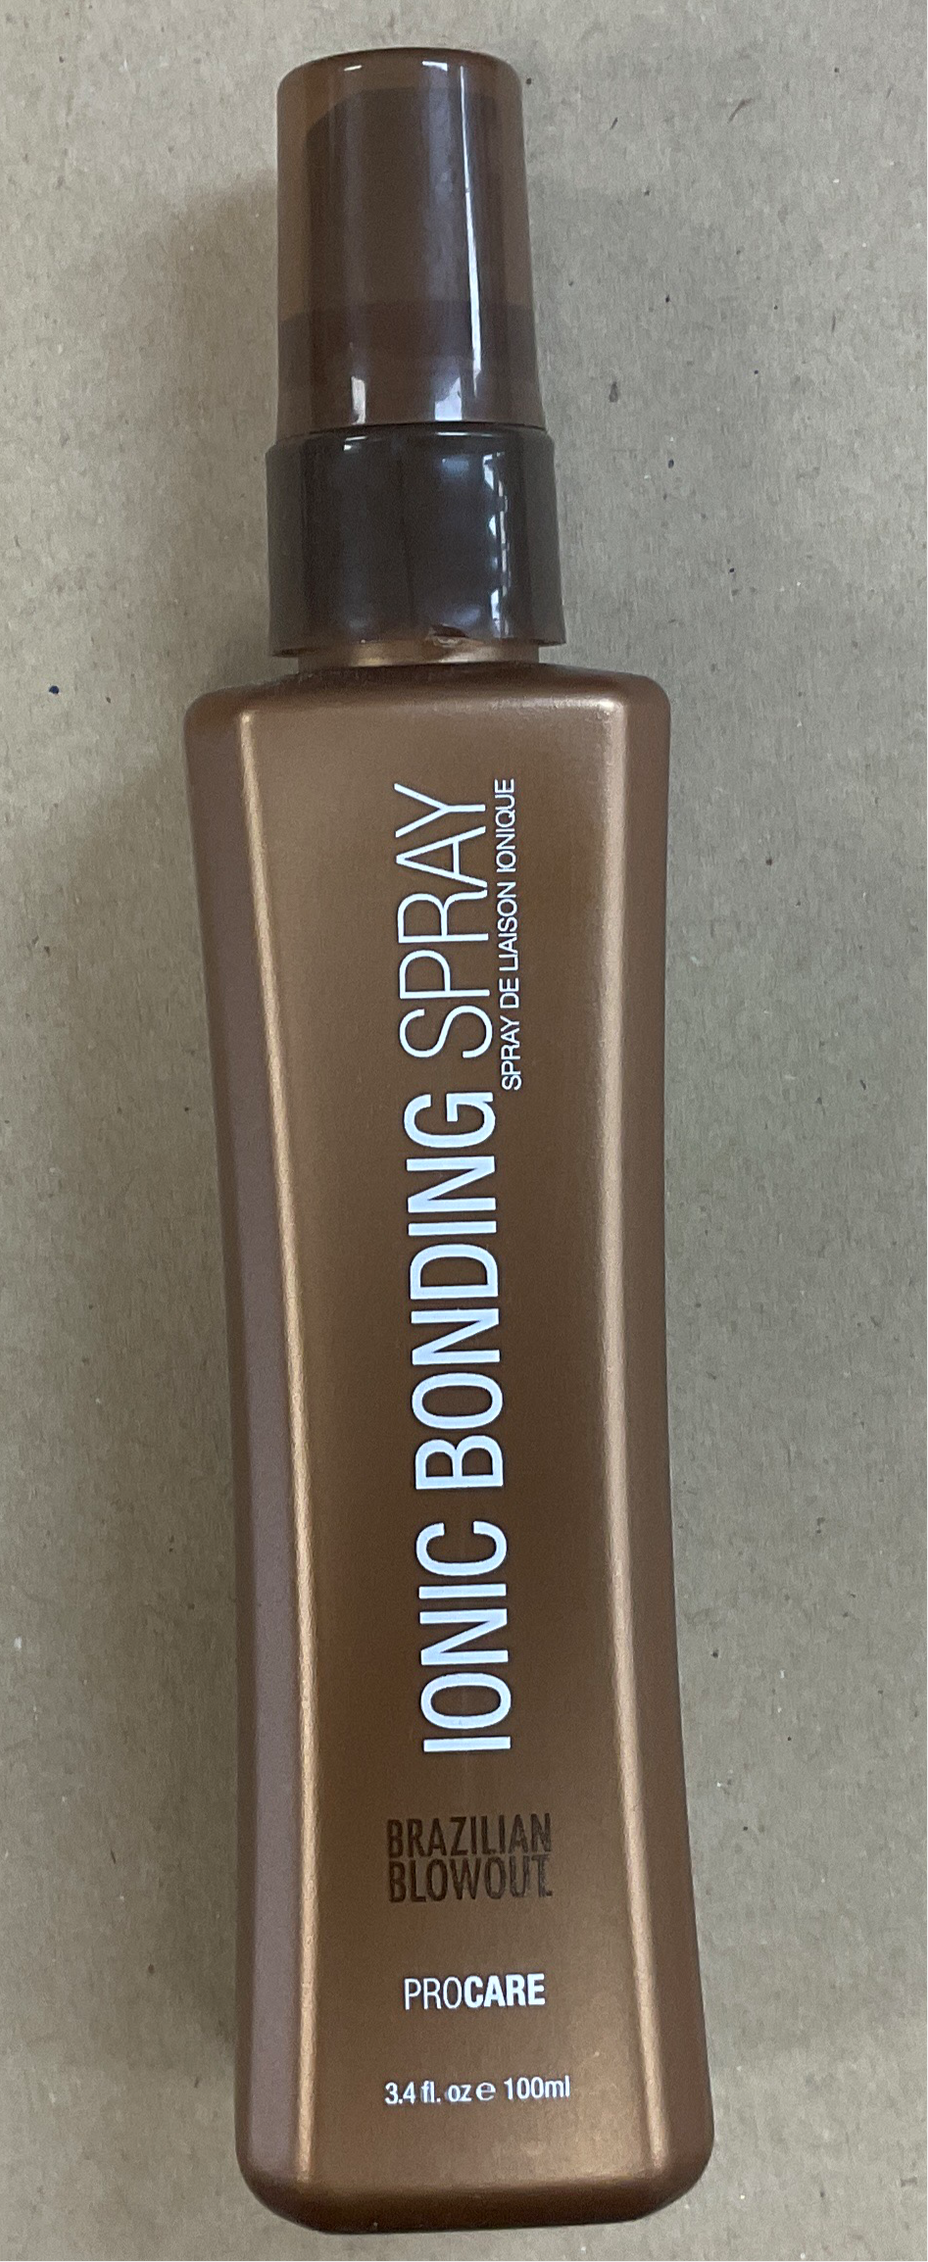 IONIC BONDING SPRAY
SPRAY DE LIAISON IONIQUE
BRAZILIAN
BLOWOUT.
PROCARE
3.4 fl. oz ℮ 100ml